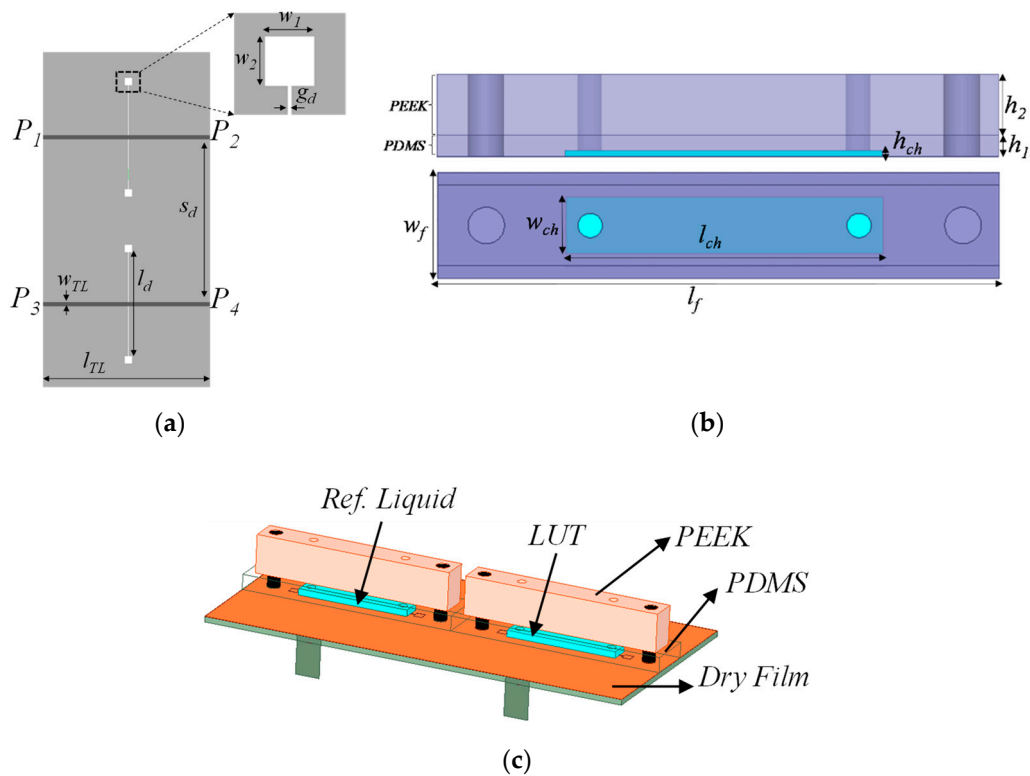 w1
w2
gd
P1
P2
sd
wTL
ld
P3
P4
lTL
(a)
PEEK
PDMS
h2
hch
h1
wf
wch
lch
lf
(b)
Ref. Liquid
LUT
PEEK
PDMS
Dry Film
(c)